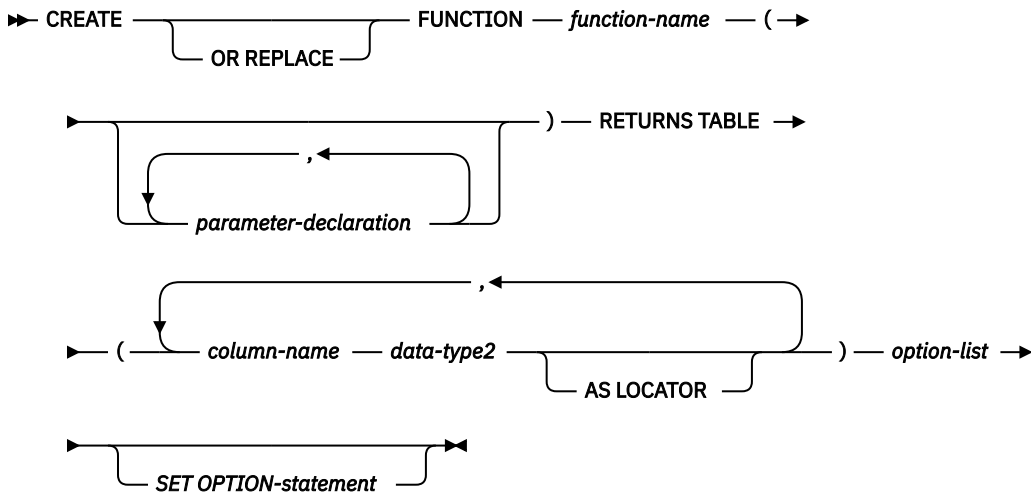 CREATE FUNCTION function-name (
OR REPLACE
) RETURNS TABLE
,
parameter-declaration
,
( column-name data-type2 ) option-list
AS LOCATOR
SET OPTION-statement